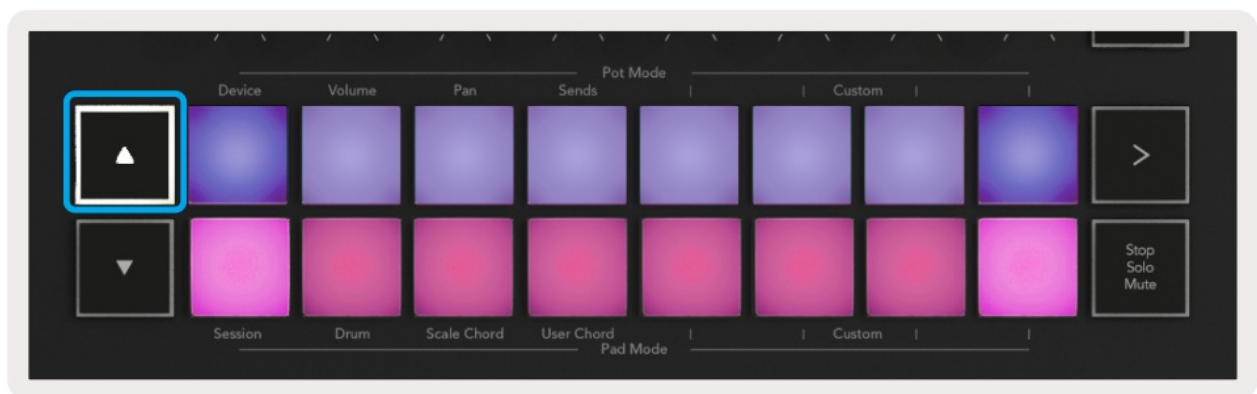 Pot Mode
Device Volume Pan Sends Custom
Stop
Solo
Mute
Session Drum Scale Chord User Chord Custom
Pad Mode